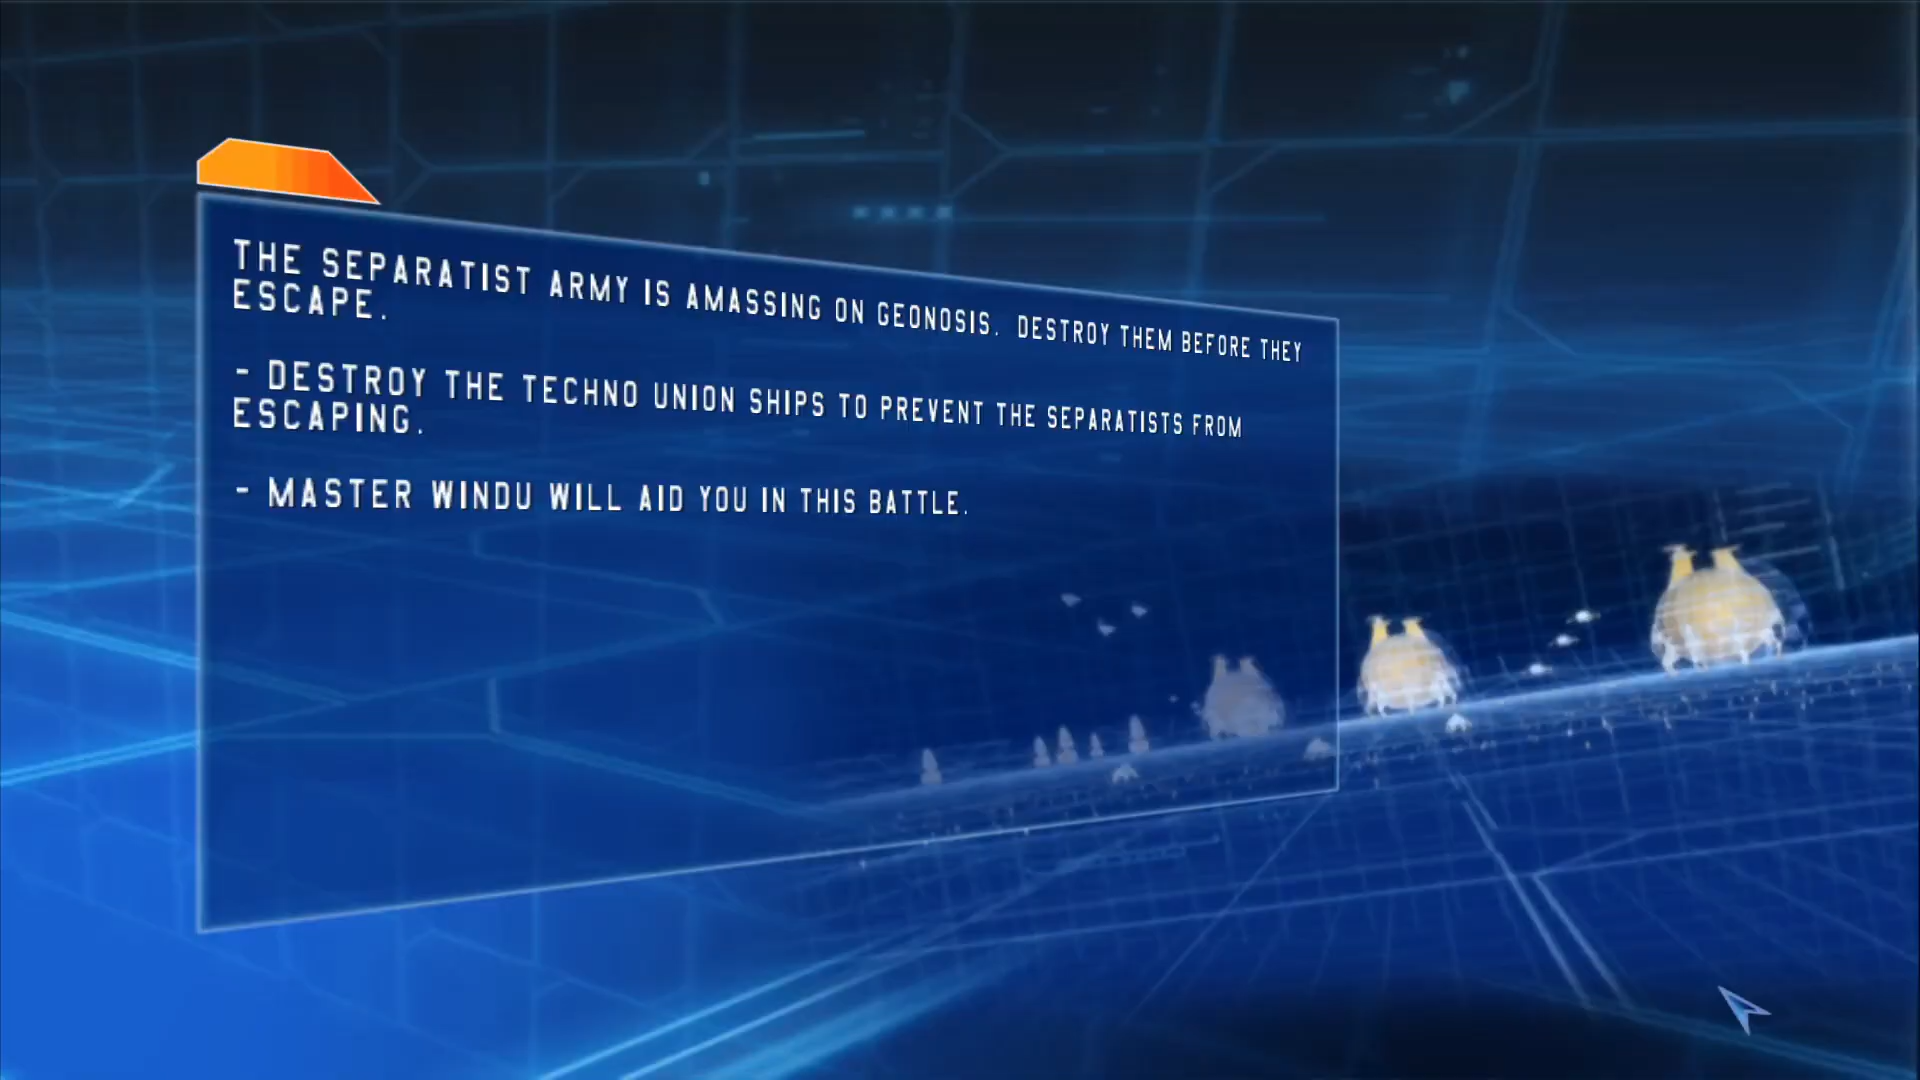 THE SEPARATIST ARMY IS AMASSING ON GEONOSIS. DESTROY THEM BEFORE THEY
ESCAPE.
- DESTROY THE TECHNO UNION SHIPS TO PREVENT THE SEPARATISTS FROM
ESCAPING.
- MASTER WINDU WILL AID YOU IN THIS BATTLE.